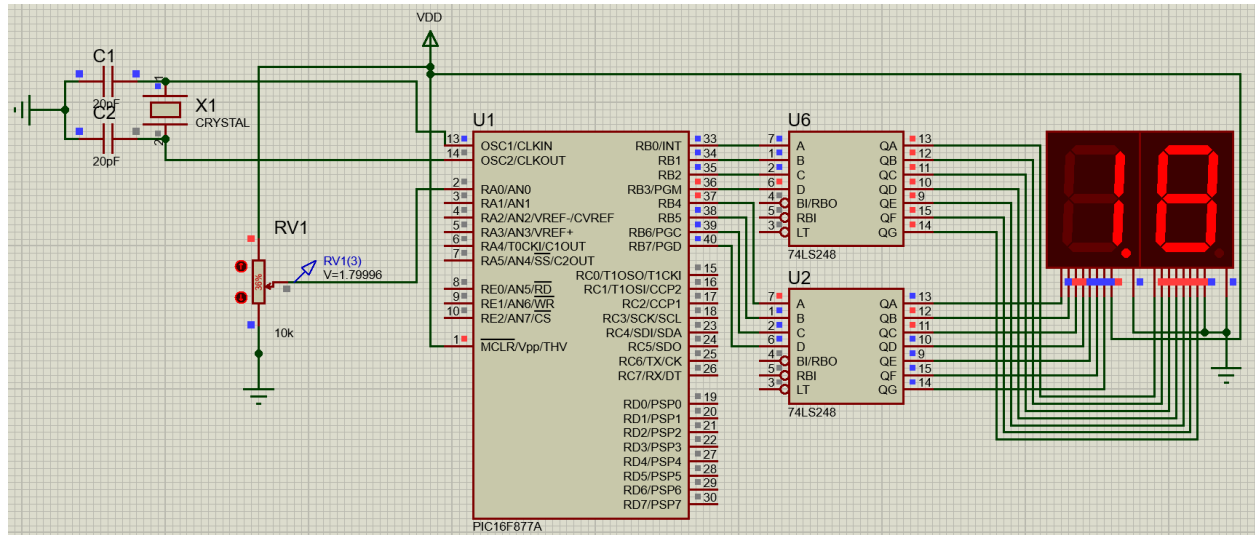 VDD
C1
20pF
C2
20pF
X1
CRYSTAL
1
2
U1
13 OSC1/CLKIN
14 OSC2/CLKOUT
2 RA0/AN0
3 RA1/AN1
4 RA2/AN2/VREF-/CVREF
5 RA3/AN3/VREF+
6 RA4/T0CKI/C1OUT
7 RA5/AN4/SS/C2OUT
8 RE0/AN5/RD
9 RE1/AN6/WR
10 RE2/AN7/CS
1 MCLR/Vpp/THV
RB0/INT 33
RB1 34
RB2 35
RB3/PGM 36
RB4 37
RB5 38
RB6/PGC 39
RB7/PGD 40
RC0/T1OSO/T1CKI 15
RC1/T1OSI/CCP2 16
RC2/CCP1 17
RC3/SCK/SCL 18
RC4/SDI/SDA 23
RC5/SDO 24
RC6/TX/CK 25
RC7/RX/DT 26
RD0/PSP0 19
RD1/PSP1 20
RD2/PSP2 21
RD3/PSP3 22
RD4/PSP4 27
RD5/PSP5 28
RD6/PSP6 29
RD7/PSP7 30
PIC16F877A
RV1
RV1(3)
V=1.79996
36%
10k
U6
7 A QA 13
1 B QB 12
2 C QC 11
6 D QD 10
4 BI/RBO QE 9
5 RBI QF 15
3 LT QG 14
74LS248
U2
7 A QA 13
1 B QB 12
2 C QC 11
6 D QD 10
4 BI/RBO QE 9
5 RBI QF 15
3 LT QG 14
74LS248
1.8